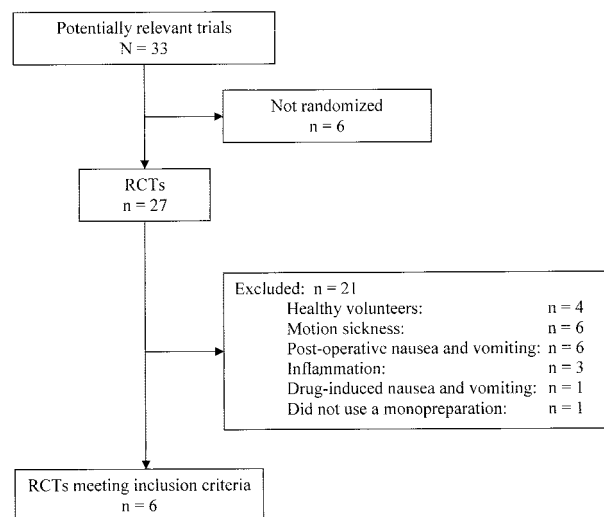 Potentially relevant trials
N = 33
Not randomized
n = 6
RCTs
n = 27
Excluded: n = 21
Healthy volunteers: n = 4
Motion sickness: n = 6
Post-operative nausea and vomiting: n = 6
Inflammation: n = 3
Drug-induced nausea and vomiting: n = 1
Did not use a monopreparation: n = 1
RCTs meeting inclusion criteria
n = 6